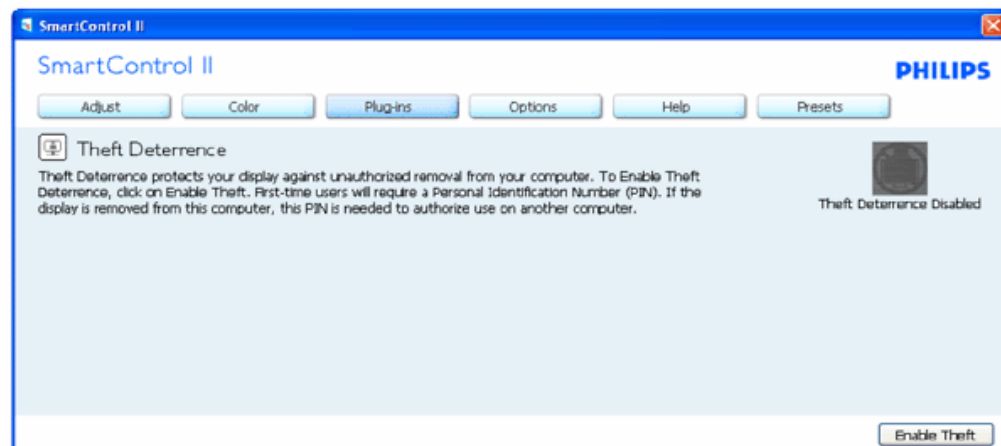 SmartControl II
SmartControl II
PHILIPS
Adjust Color Plug-ins Options Help Presets
Theft Deterrence
Theft Deterrence protects your display against unauthorized removal from your computer. To Enable Theft
Deterrence, click on Enable Theft. First-time users will require a Personal Identification Number (PIN). If the
display is removed from this computer, this PIN is needed to authorize use on another computer.
Theft Deterrence Disabled
Enable Theft